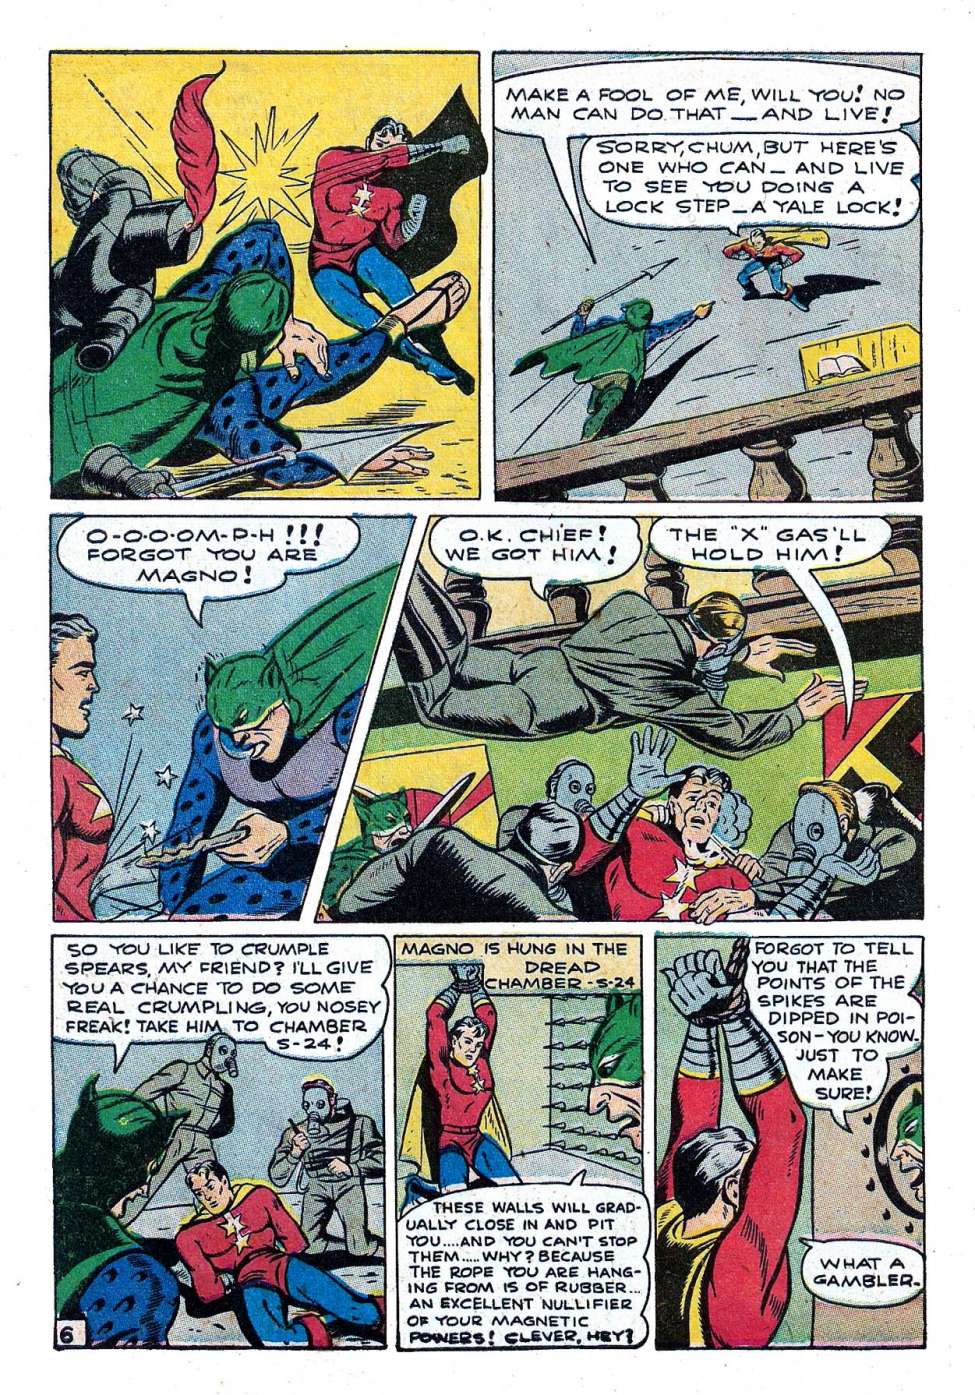 MAKE A FOOL OF ME, WILL YOU! NO
MAN CAN DO THAT — AND LIVE!
SORRY, CHUM, BUT HERE'S
ONE WHO CAN — AND LIVE
TO SEE YOU DOING A
LOCK STEP — A YALE LOCK!
O-O-O-OM-P-H!!!
FORGOT YOU ARE
MAGNO!
O.K. CHIEF!
WE GOT HIM!
THE "X" GAS'LL
HOLD HIM!
SO YOU LIKE TO CRUMPLE
SPEARS, MY FRIEND? I'LL GIVE
YOU A CHANCE TO DO SOME
REAL CRUMPLING, YOU NOSEY
FREAK! TAKE HIM TO CHAMBER
S-24!
6
MAGNO IS HUNG IN THE
DREAD
CHAMBER-S-24
THESE WALLS WILL GRAD-
UALLY CLOSE IN AND PIT
YOU....AND YOU CAN'T STOP
THEM.....WHY? BECAUSE
THE ROPE YOU ARE HANG-
ING FROM IS OF RUBBER...
AN EXCELLENT NULLIFIER
OF YOUR MAGNETIC
POWERS! CLEVER, HEY?
FORGOT TO TELL
YOU THAT THE
POINTS OF THE
SPIKES ARE
DIPPED IN POI-
SON-YOU KNOW.
JUST TO
MAKE
SURE!
WHAT A
GAMBLER.